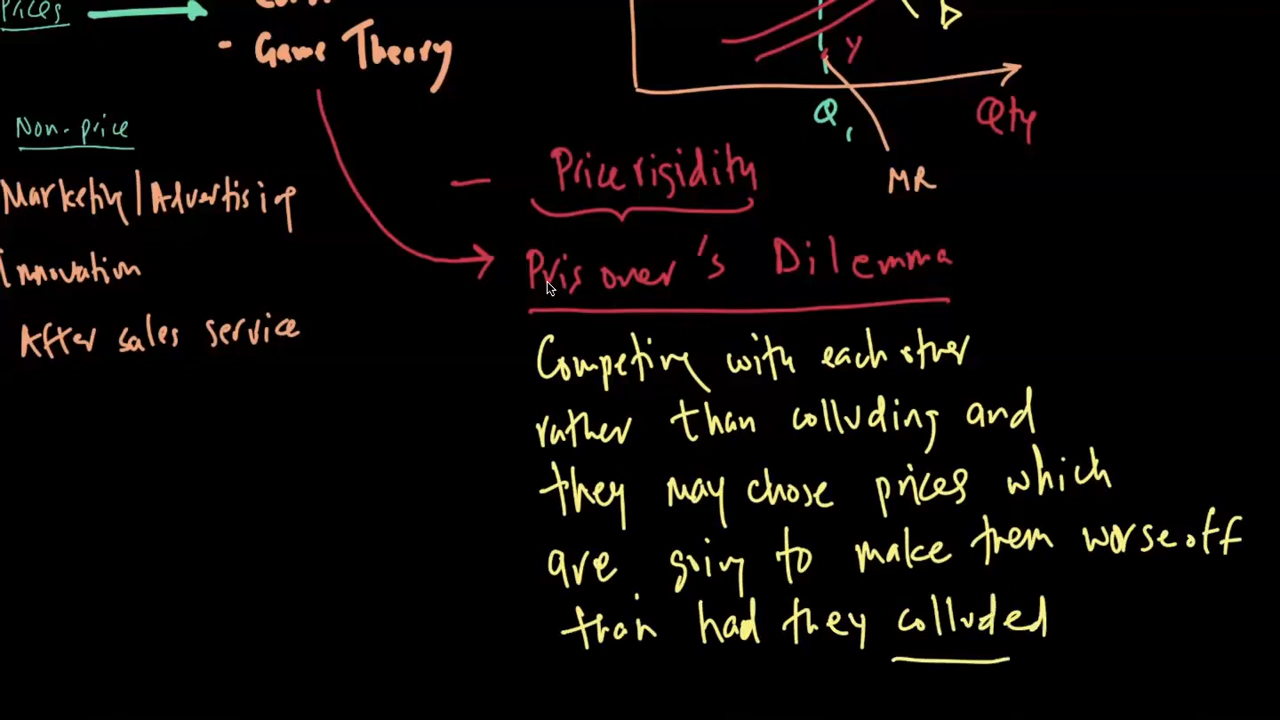 Prices
- Game Theory
D
Y
Q1
Qty
MR
Non-price
Marketing/Advertising
Innovation
After sales service
- Price rigidity
Prisoner's Dilemma
Competing with each other
rather than colluding and
they may chose prices which
are going to make them worse off
than had they colluded